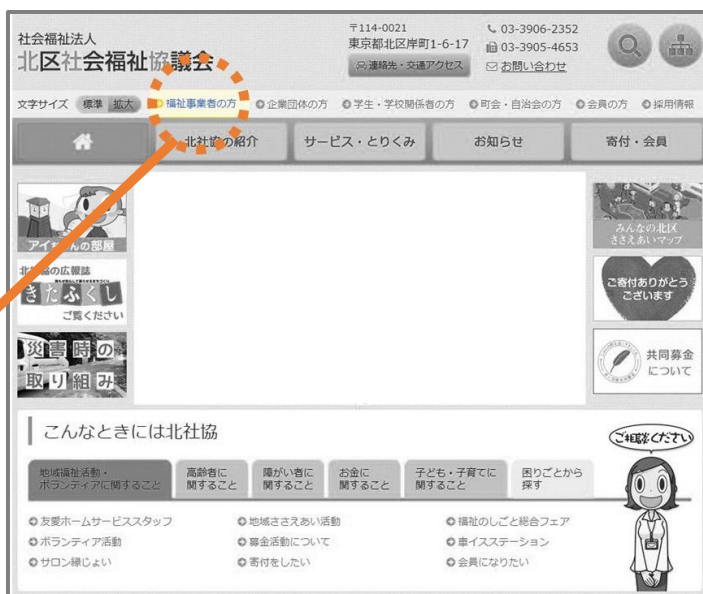 社会福祉法人
北区社会福祉協議会
〒114-0021
東京都北区岸町1-6-17
連絡先・交通アクセス
03-3906-2352
03-3905-4653
お問い合わせ
文字サイズ 標準 拡大 福祉事業者の方 企業団体の方 学生・学校関係者の方 町会・自治会の方 会員の方 採用情報
北社協の紹介 サービス・とりくみ お知らせ 寄付・会員
アイちゃんの部屋
北社協の広報誌
きたふくし
ご覧ください
災害時の
取り組み
みんなの北区
ささえあいマップ
ご寄付ありがとう
ございます
共同募金
について
こんなときには北社協
ご相談ください
地域福祉活動・
ボランティアに関すること
高齢者に
関すること
障がい者に
関すること
お金に
関すること
子ども・子育てに
関すること
困りごとから
探す
友愛ホームサービススタッフ 地域ささえあい活動 福祉のしごと総合フェア
ボランティア活動 募金活動について 車イスステーション
サロン縁じょい 寄付をしたい 会員になりたい